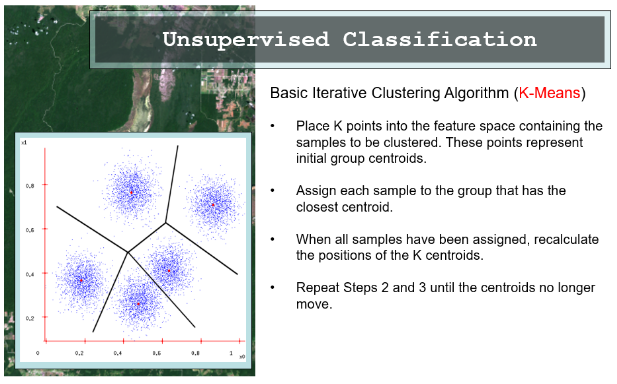 Unsupervised Classification
Basic Iterative Clustering Algorithm (K-Means)
• Place K points into the feature space containing the
samples to be clustered. These points represent
initial group centroids.
• Assign each sample to the group that has the
closest centroid.
• When all samples have been assigned, recalculate
the positions of the K centroids.
• Repeat Steps 2 and 3 until the centroids no longer
move.
x1
0,8
0,6
0,4
0,2
0 0,2 0,4 0,6 0,8 1 x0